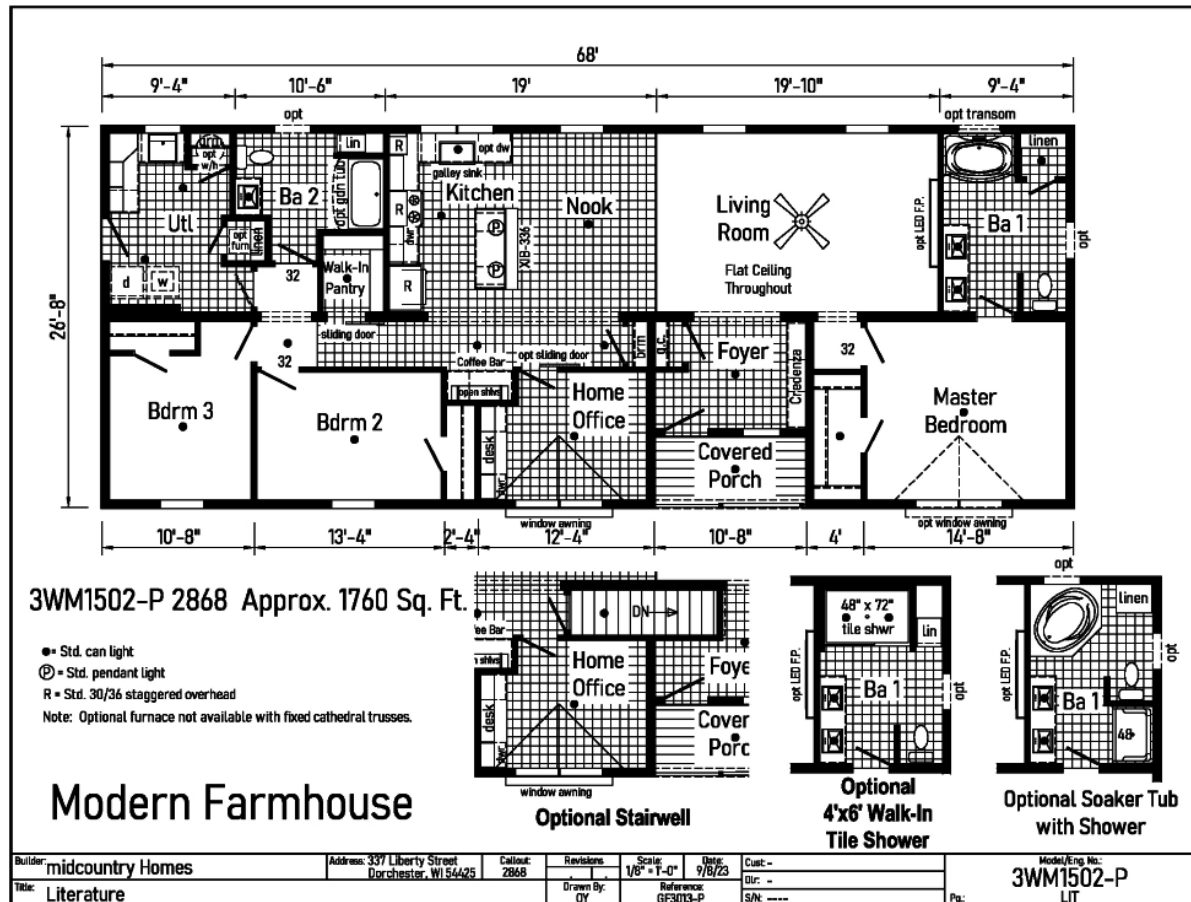 68'
9'-4" 10'-6" 19' 19'-10" 9'-4"
opt
opt transom
26'-8"
opt
w/h
lin
R
opt dw
linen
galley sink
Kitchen
Ba 2
opt gdn tub
Utl
Nook
Living
Room
opt LED F.P.
Ba 1
opt
R
P
P
XIB-336
dwr
opt
furn
linen
32
Walk-In
Pantry
Flat Ceiling
Throughout
d
w
R
sliding door
32
Coffee Bar
opt sliding door
brm
g.c.
Foyer
Credenza
32
open shlvs
Bdrm 3
Bdrm 2
Home
Office
desk
dwr
Covered
Porch
Master
Bedroom
window awning
opt window awning
10'-8" 13'-4" 2'-4" 12'-4" 10'-8" 4' 14'-8"
3WM1502-P 2868 Approx. 1760 Sq. Ft.
● = Std. can light
Ⓟ = Std. pendant light
R = Std. 30/36 staggered overhead
Note: Optional furnace not available with fixed cathedral trusses.
Modern Farmhouse
DN
ffee Bar
n shlvs
Home
Office
Foye
desk
dwr
Cover
Porc
window awning
Optional Stairwell
48" x 72"
tile shwr
lin
opt LED F.P.
Ba 1
opt
Optional
4'x6' Walk-In
Tile Shower
opt
linen
opt
opt LED F.P.
Ba 1
48
Optional Soaker Tub
with Shower
Builder: midcountry Homes
Address: 337 Liberty Street
Dorchester, WI 54425
Callout:
2868
Revisions
Scale:
1/8" = 1'-0"
Date:
9/8/23
Cust: -
Dlr: -
S/N: ----
Model/Eng. No.:
3WM1502-P
Title: Literature
Drawn By:
OY
Reference:
GF3013-P
Pg.: LIT